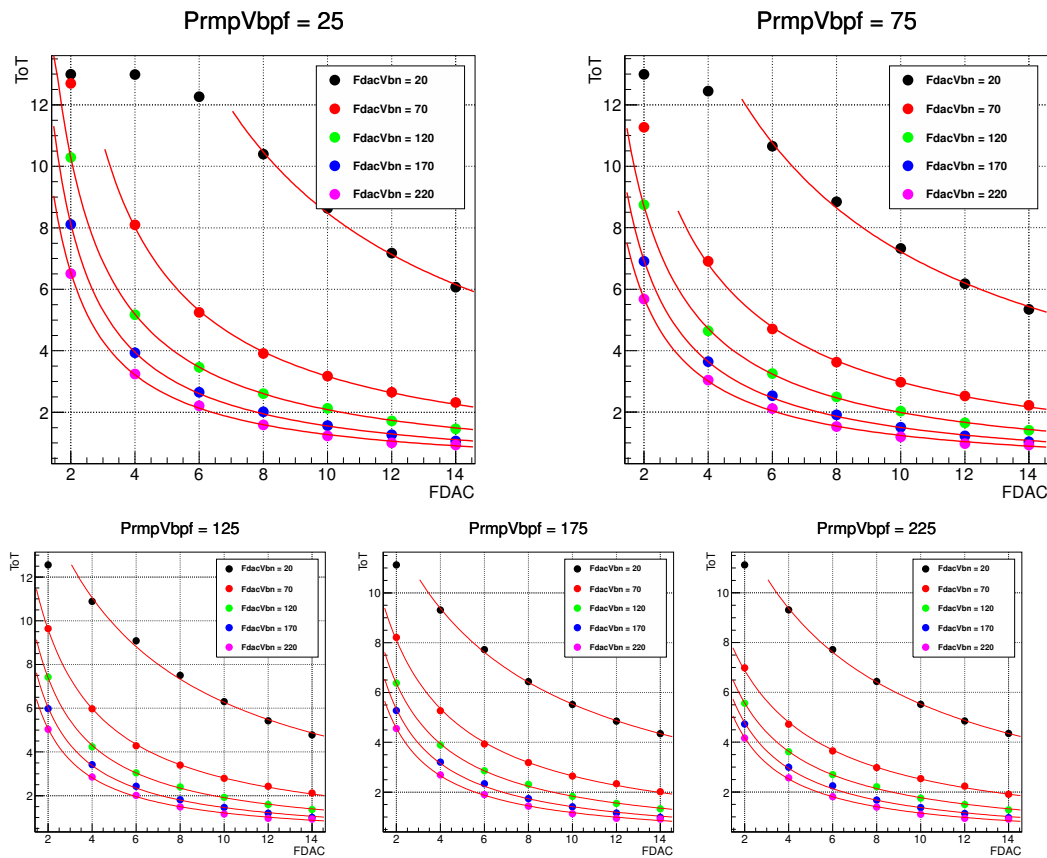 PrmpVbpf = 25
ToT
12
10
8
6
4
2
FdacVbn = 20
FdacVbn = 70
FdacVbn = 120
FdacVbn = 170
FdacVbn = 220
2 4 6 8 10 12 14
FDAC
PrmpVbpf = 75
ToT
12
10
8
6
4
2
FdacVbn = 20
FdacVbn = 70
FdacVbn = 120
FdacVbn = 170
FdacVbn = 220
2 4 6 8 10 12 14
FDAC
PrmpVbpf = 125
ToT
12
10
8
6
4
2
FdacVbn = 20
FdacVbn = 70
FdacVbn = 120
FdacVbn = 170
FdacVbn = 220
2 4 6 8 10 12 14
FDAC
PrmpVbpf = 175
ToT
10
8
6
4
2
FdacVbn = 20
FdacVbn = 70
FdacVbn = 120
FdacVbn = 170
FdacVbn = 220
2 4 6 8 10 12 14
FDAC
PrmpVbpf = 225
ToT
10
8
6
4
2
FdacVbn = 20
FdacVbn = 70
FdacVbn = 120
FdacVbn = 170
FdacVbn = 220
2 4 6 8 10 12 14
FDAC